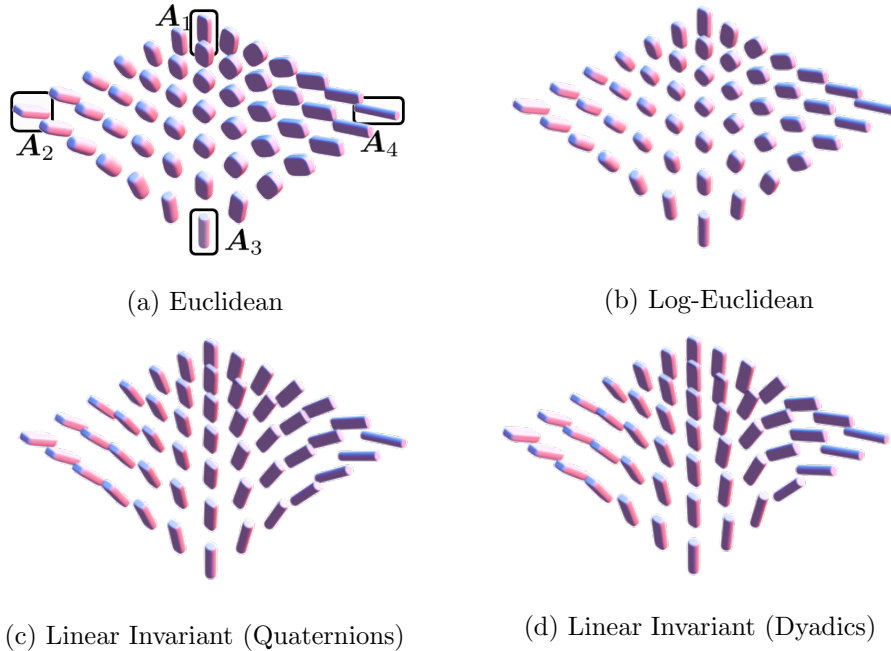 A₁
A₂
A₄
A₃
(a) Euclidean
(b) Log-Euclidean
(c) Linear Invariant (Quaternions)
(d) Linear Invariant (Dyadics)